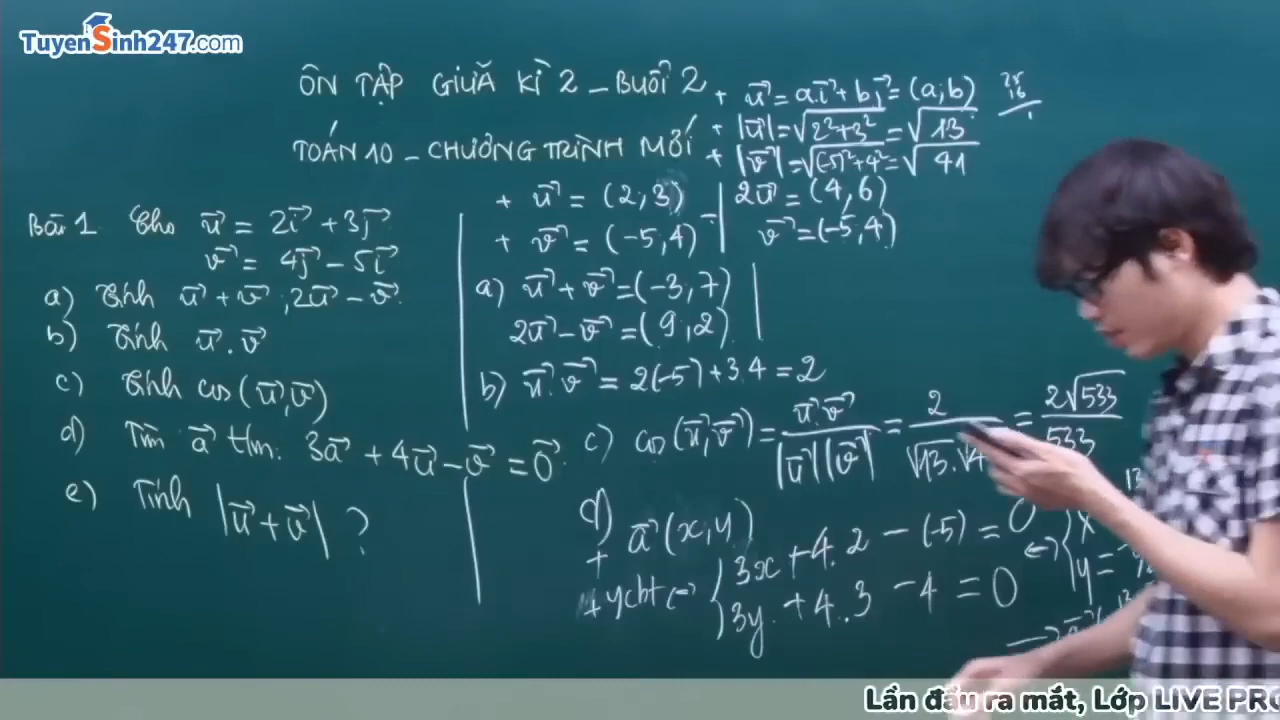 TuyenSinh247.com
ÔN TẬP GIỮA KÌ 2 - BUỔI 2
TOÁN 10 - CHƯƠNG TRÌNH MỚI
Bài 1 Cho u⃗ = 2i⃗ + 3j⃗
v⃗ = 4j⃗ - 5i⃗
a) Tính u⃗ + v⃗ ; 2u⃗ - v⃗.
b) Tính u⃗ . v⃗
c) Tính cos(u⃗, v⃗)
d) Tìm a⃗ tm. 3a⃗ + 4u⃗ - v⃗ = 0⃗.
e) Tính |u⃗ + v⃗| ?
+ u⃗ = a.i⃗ + bj⃗ = (a;b)
+ |u⃗| = √(2² + 3²) = √13
+ |v⃗| = √((-5)² + 4²) = √41
25
16
+ u⃗ = (2;3)
+ v⃗ = (-5,4)
2u⃗ = (4,6)
v⃗ = (-5,4)
a) u⃗ + v⃗ = (-3,7)
2u⃗ - v⃗ = (9,2)
b) u⃗ . v⃗ = 2(-5) + 3.4 = 2
c) cos(u⃗, v⃗) = u⃗.v⃗ / |u⃗||v⃗| = 2 / √13.√4 = 2√533 / 533
d)
+ a⃗(x,y)
+ ycbt <=> { 3x + 4.2 - (-5) = 0
3y + 4.3 - 4 = 0
<=> { x
y = -
Lần đầu ra mắt, Lớp LIVE PRO